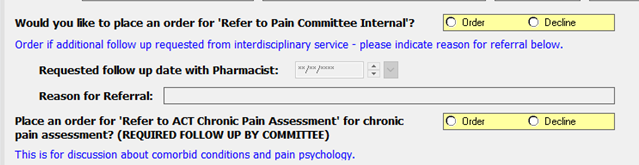 Would you like to place an order for 'Refer to Pain Committee Internal'? Order Decline
Order if additional follow up requested from interdisciplinary service - please indicate reason for referral below.
Requested follow up date with Pharmacist: **/**/****
Reason for Referral:
Place an order for 'Refer to ACT Chronic Pain Assessment' for chronic Order Decline
pain assessment? (REQUIRED FOLLOW UP BY COMMITTEE)
This is for discussion about comorbid conditions and pain psychology.